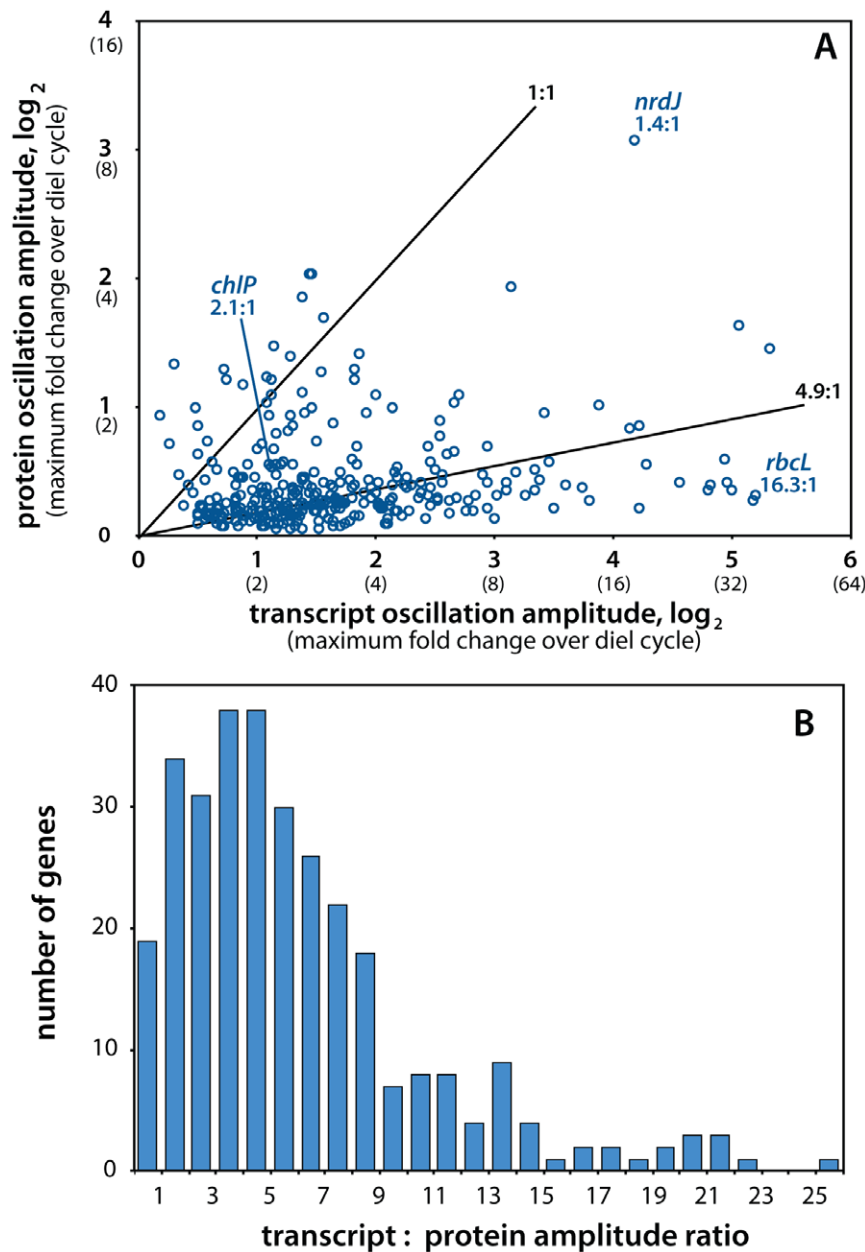 A
protein oscillation amplitude, log2
(maximum fold change over diel cycle)
4
(16)
3
(8)
2
(4)
1
(2)
0
1:1
nrdJ
1.4:1
chlP
2.1:1
4.9:1
rbcL
16.3:1
0 1 2 3 4 5 6
(2) (4) (8) (16) (32) (64)
transcript oscillation amplitude, log2
(maximum fold change over diel cycle)
B
number of genes
40
30
20
10
0
1 3 5 7 9 11 13 15 17 19 21 23 25
transcript : protein amplitude ratio